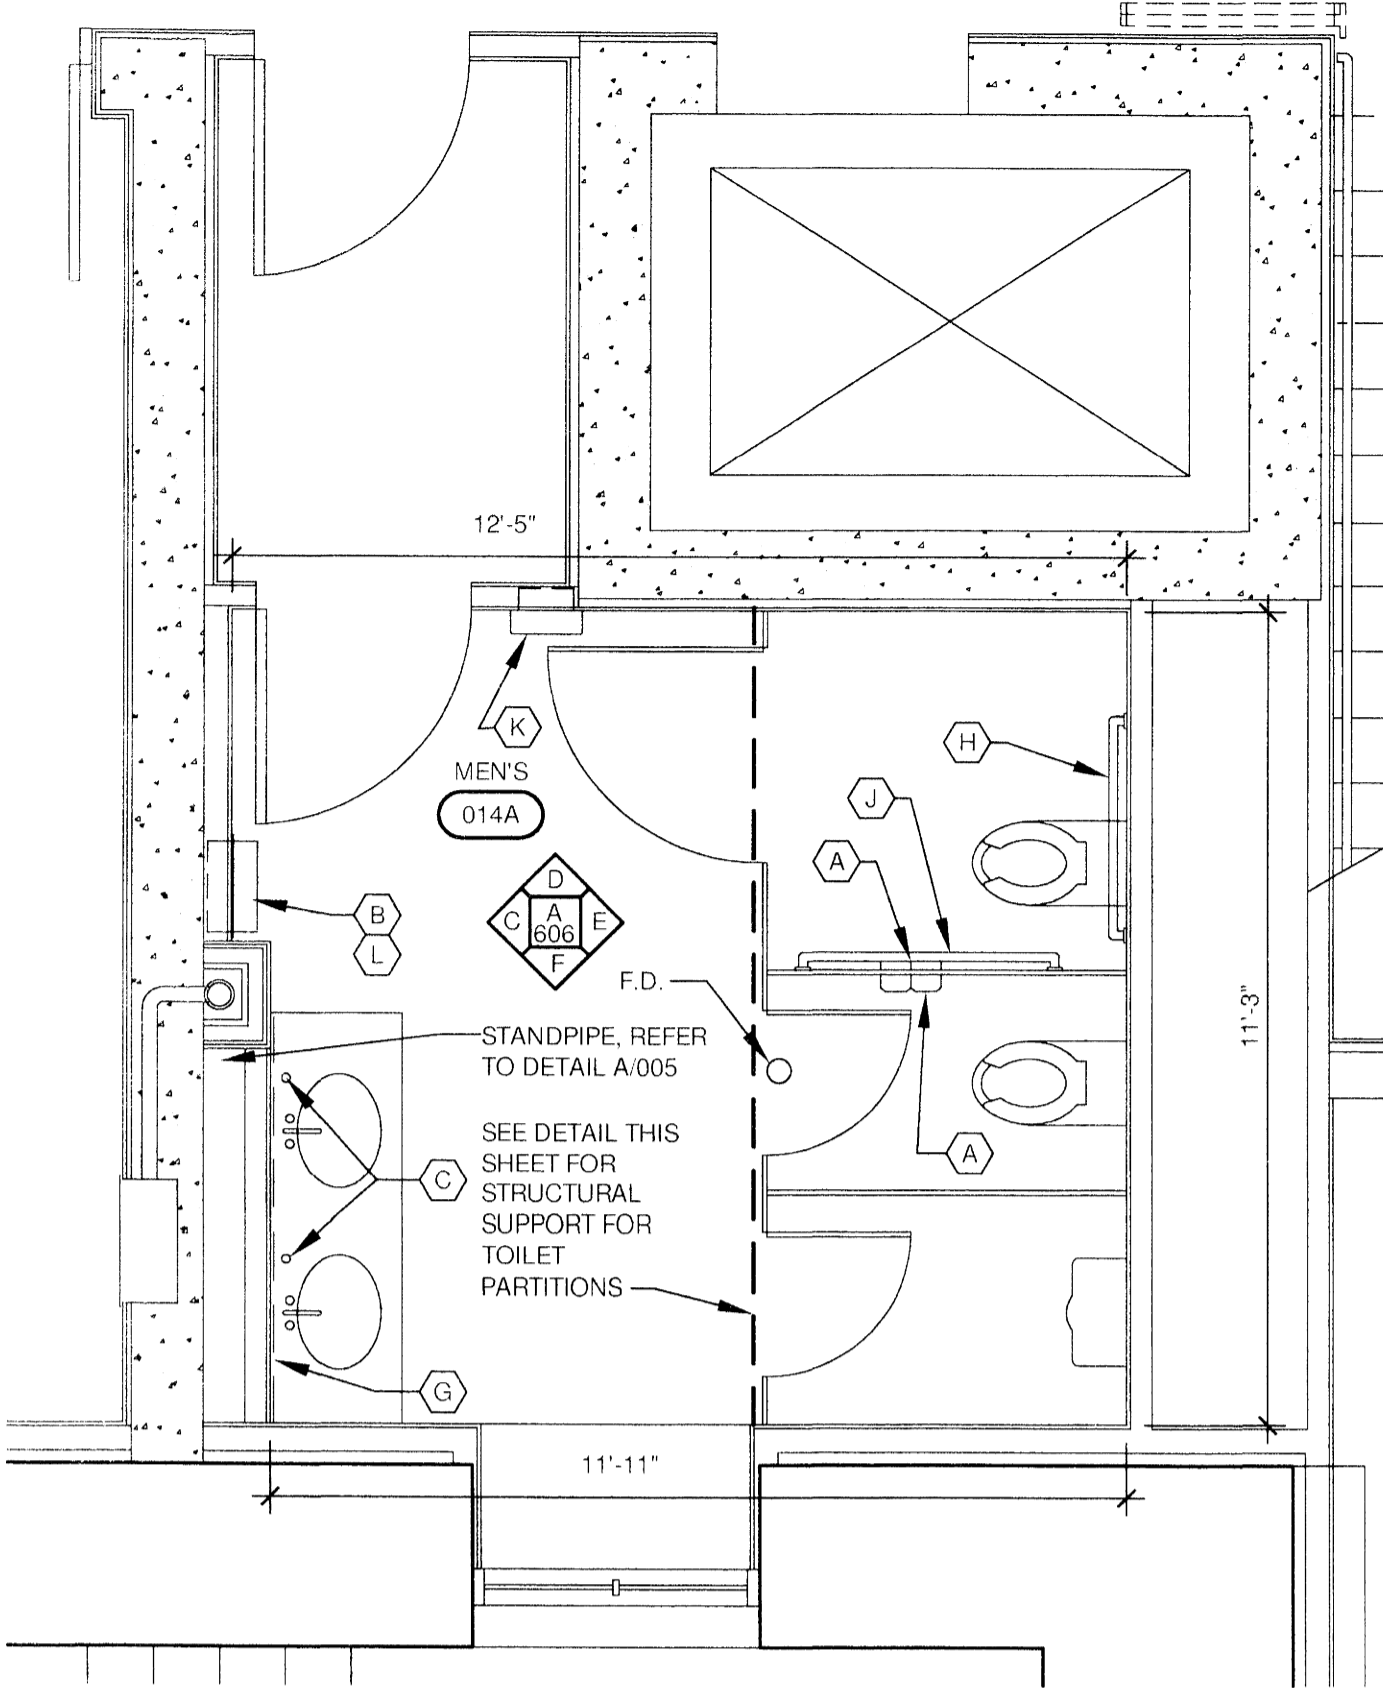 12'-5"
K
MEN'S
014A
H
J
A
B
L
D
C
A
606
E
F
F.D.
11'-3"
STANDPIPE, REFER
TO DETAIL A/005
SEE DETAIL THIS
SHEET FOR
STRUCTURAL
SUPPORT FOR
TOILET
PARTITIONS
A
C
G
11'-11"